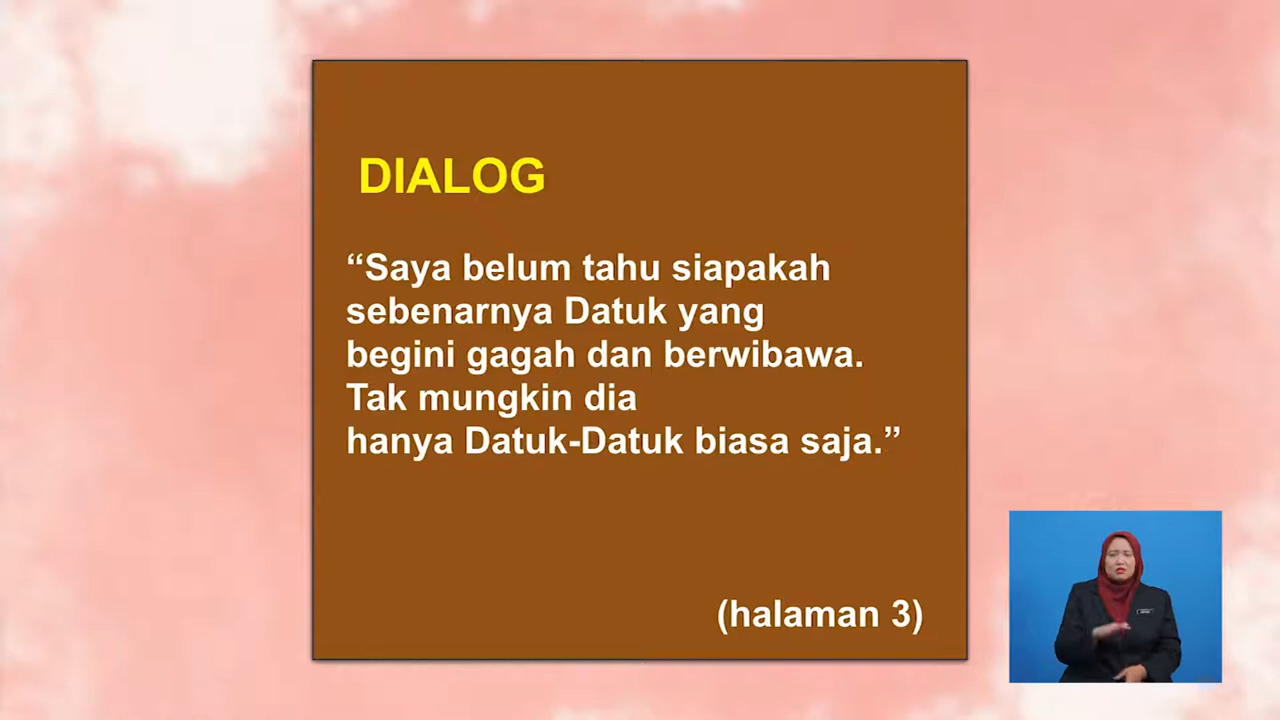 DIALOG
“Saya belum tahu siapakah
sebenarnya Datuk yang
begini gagah dan berwibawa.
Tak mungkin dia
hanya Datuk-Datuk biasa saja.”
(halaman 3)